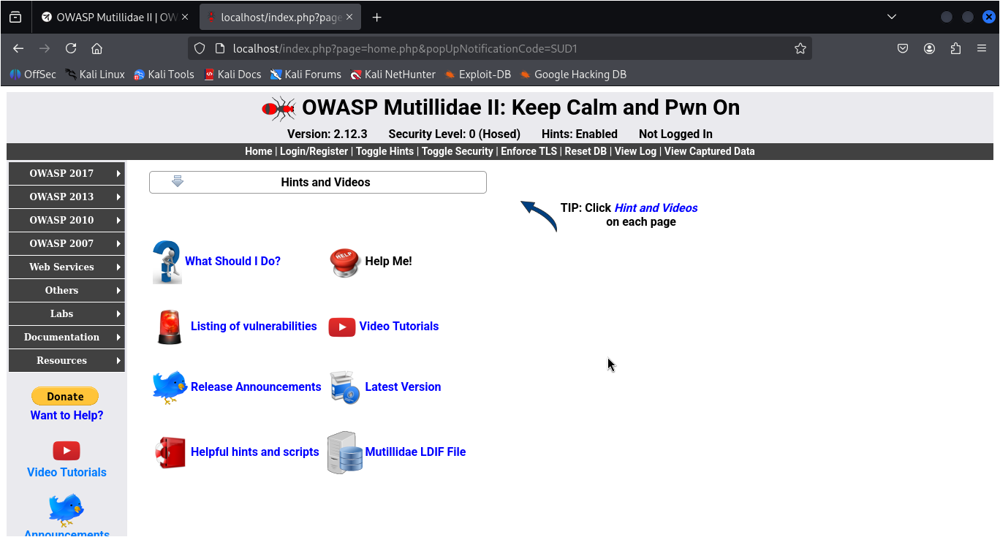 OWASP Mutillidae II | OW
localhost/index.php?page
localhost/index.php?page=home.php&popUpNotificationCode=SUD1
OffSec Kali Linux Kali Tools Kali Docs Kali Forums Kali NetHunter Exploit-DB Google Hacking DB
OWASP Mutillidae II: Keep Calm and Pwn On
Version: 2.12.3 Security Level: 0 (Hosed) Hints: Enabled Not Logged In
Home | Login/Register | Toggle Hints | Toggle Security | Enforce TLS | Reset DB | View Log | View Captured Data
OWASP 2017
OWASP 2013
OWASP 2010
OWASP 2007
Web Services
Others
Labs
Documentation
Resources
Donate
Want to Help?
Video Tutorials
Announcements
Hints and Videos
TIP: Click Hint and Videos
on each page
What Should I Do?
HELP
Help Me!
Listing of vulnerabilities
Video Tutorials
Release Announcements
Latest Version
Helpful hints and scripts
Mutillidae LDIF File